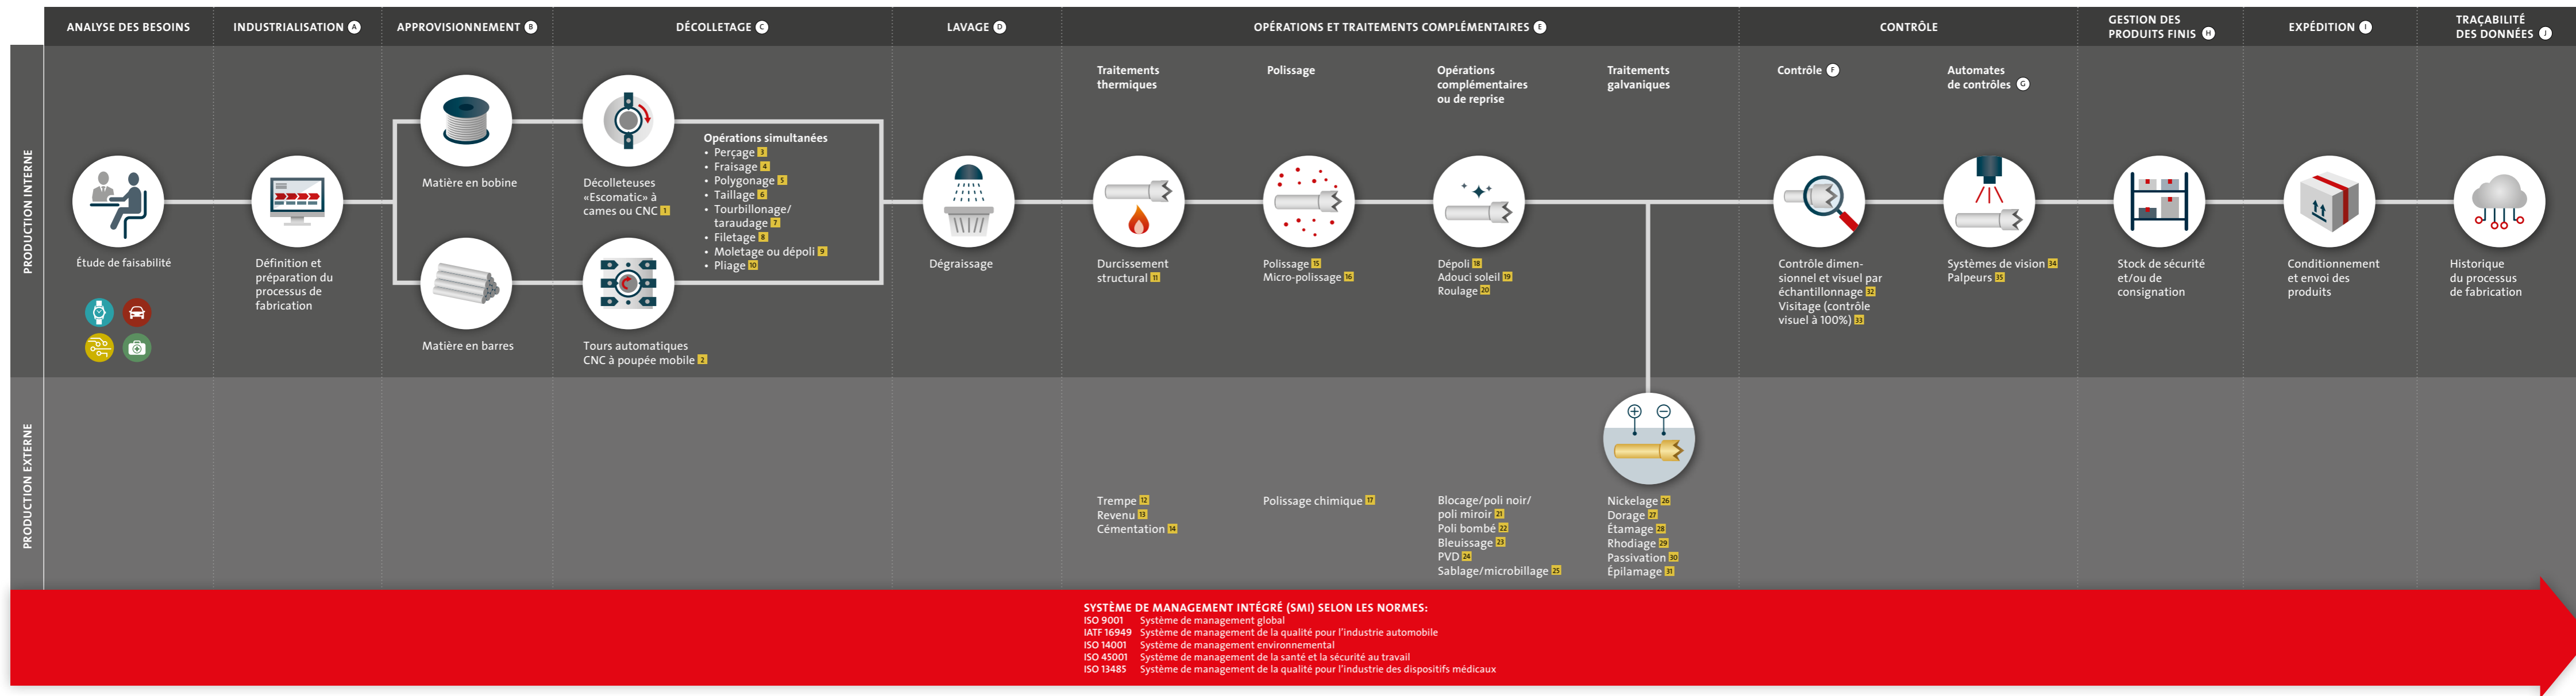 ANALYSE DES BESOINS
INDUSTRIALISATION A
APPROVISIONNEMENT B
DÉCOLLETAGE C
LAVAGE D
OPÉRATIONS ET TRAITEMENTS COMPLÉMENTAIRES E
CONTRÔLE
GESTION DES
PRODUITS FINIS H
EXPÉDITION I
TRAÇABILITÉ
DES DONNÉES J
PRODUCTION INTERNE
Étude de faisabilité
Définition et
préparation du
processus de
fabrication
Matière en bobine
Matière en barres
Décolleteuses
«Escomatic» à
cames ou CNC 1
Tours automatiques
CNC à poupée mobile 2
Opérations simultanées
• Perçage 3
• Fraisage 4
• Polygonage 5
• Taillage 6
• Tourbillonage/
taraudage 7
• Filetage 8
• Moletage ou dépoli 9
• Pliage 10
Dégraissage
Traitements
thermiques
Durcissement
structural 11
Polissage
Polissage 15
Micro-polissage 16
Opérations
complémentaires
ou de reprise
Dépoli 18
Adouci soleil 19
Roulage 20
Traitements
galvaniques
Contrôle F
Contrôle dimen-
sionnel et visuel par
échantillonnage 32
Visitage (contrôle
visuel à 100%) 33
Automates
de contrôles G
Systèmes de vision 34
Palpeurs 35
Stock de sécurité
et/ou de
consignation
Conditionnement
et envoi des
produits
Historique
du processus
de fabrication
PRODUCTION EXTERNE
Trempe 12
Revenu 13
Cémentation 14
Polissage chimique 17
Blocage/poli noir/
poli miroir 21
Poli bombé 22
Bleuissage 23
PVD 24
Sablage/microbillage 25
Nickelage 26
Dorage 27
Étamage 28
Rhodiage 29
Passivation 30
Épilamage 31
SYSTÈME DE MANAGEMENT INTÉGRÉ (SMI) SELON LES NORMES:
ISO 9001 Système de management global
IATF 16949 Système de management de la qualité pour l'industrie automobile
ISO 14001 Système de management environnemental
ISO 45001 Système de management de la santé et la sécurité au travail
ISO 13485 Système de management de la qualité pour l'industrie des dispositifs médicaux